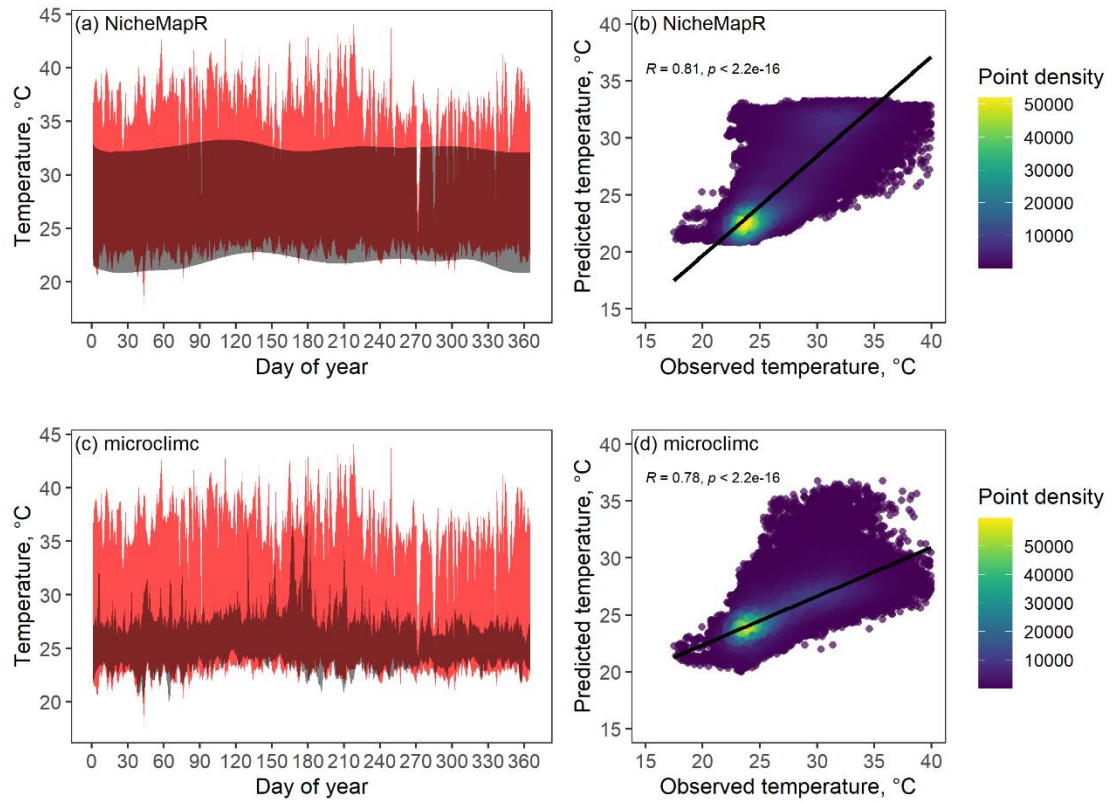 (a) NicheMapR
45
40
35
30
25
20
Temperature, °C
0 30 60 90 120 150 180 210 240 270 300 330 360
Day of year
(b) NicheMapR
R = 0.81, p < 2.2e-16
40
35
30
25
20
15
Predicted temperature, °C
15 20 25 30 35 40
Observed temperature, °C
Point density
50000
40000
30000
20000
10000
(c) microclimc
45
40
35
30
25
20
Temperature, °C
0 30 60 90 120 150 180 210 240 270 300 330 360
Day of year
(d) microclimc
R = 0.78, p < 2.2e-16
40
35
30
25
20
15
Predicted temperature, °C
15 20 25 30 35 40
Observed temperature, °C
Point density
50000
40000
30000
20000
10000